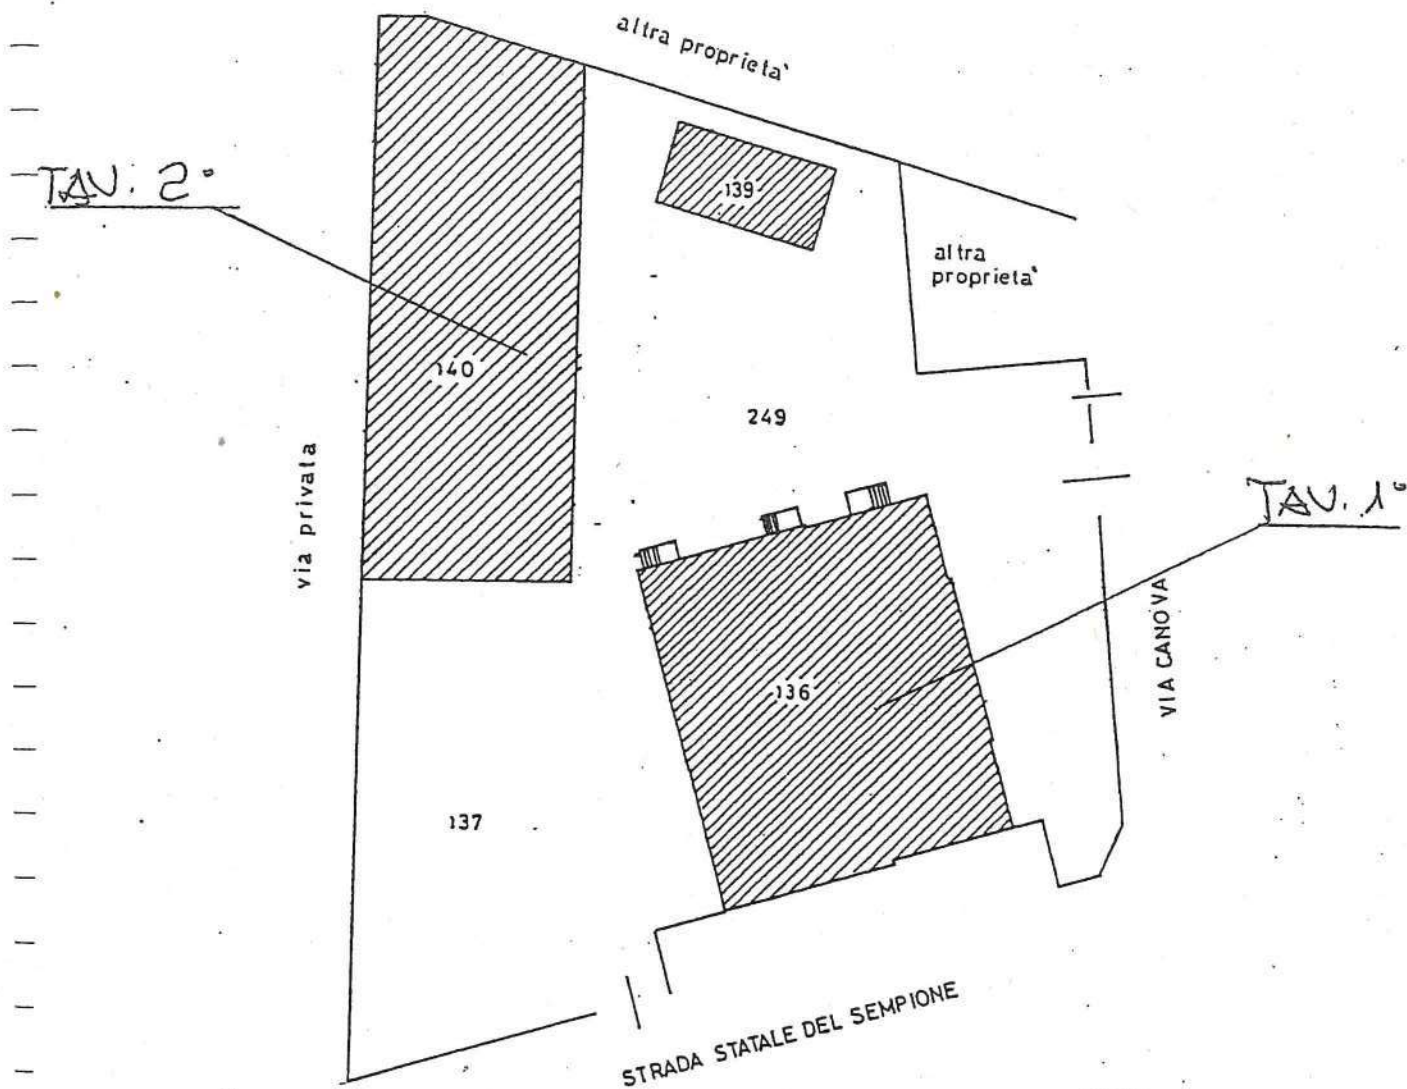 altra proprieta'
TAV. 2°
139
altra
proprieta'
140
249
via privata
TAV. 1°
VIA CANOVA
136
137
STRADA STATALE DEL SEMPIONE